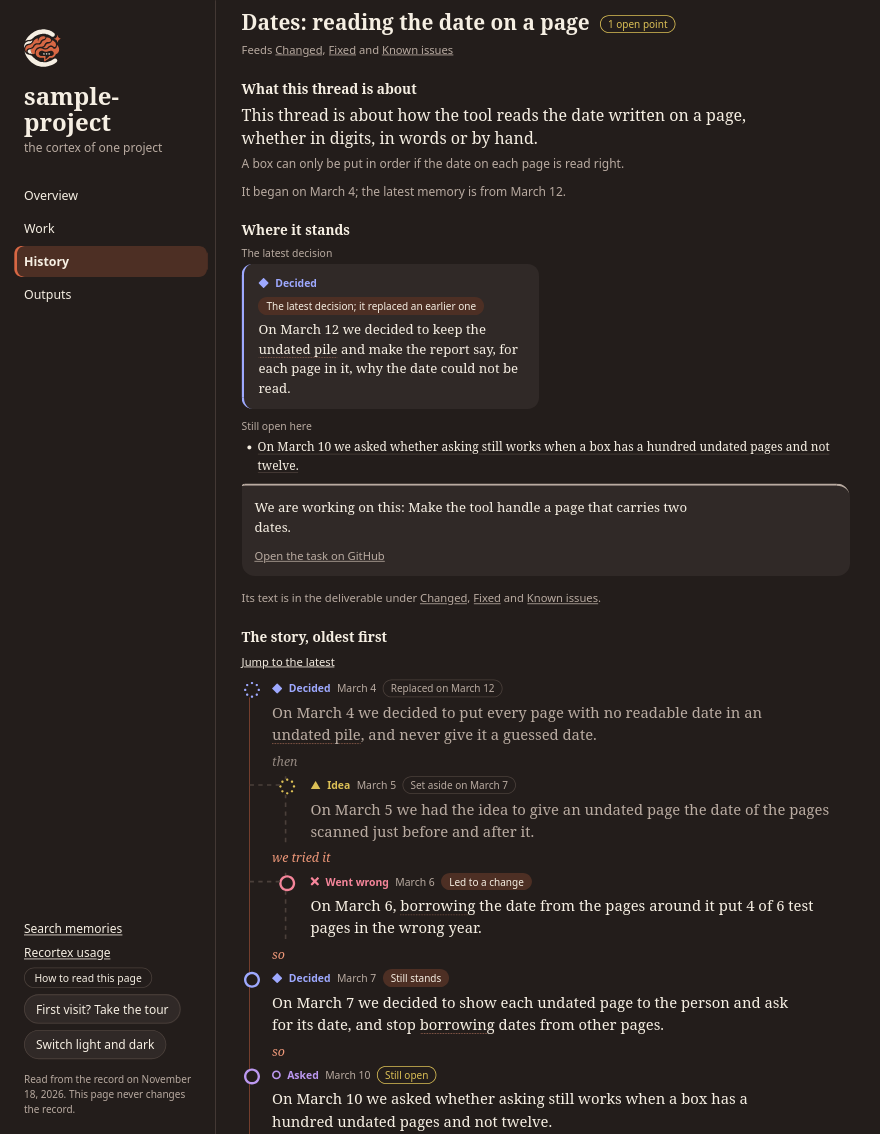 sample-
project
the cortex of one project
Overview
Work
History
Outputs
Search memories
Recortex usage
How to read this page
First visit? Take the tour
Switch light and dark
Read from the record on November
18, 2026. This page never changes
the record.
Dates: reading the date on a page
1 open point
Feeds Changed, Fixed and Known issues
What this thread is about
This thread is about how the tool reads the date written on a page,
whether in digits, in words or by hand.
A box can only be put in order if the date on each page is read right.
It began on March 4; the latest memory is from March 12.
Where it stands
The latest decision
Decided
The latest decision; it replaced an earlier one
On March 12 we decided to keep the
undated pile and make the report say, for
each page in it, why the date could not be
read.
Still open here
• On March 10 we asked whether asking still works when a box has a hundred undated pages and not
twelve.
We are working on this: Make the tool handle a page that carries two
dates.
Open the task on GitHub
Its text is in the deliverable under Changed, Fixed and Known issues.
The story, oldest first
Jump to the latest
Decided March 4 Replaced on March 12
On March 4 we decided to put every page with no readable date in an
undated pile, and never give it a guessed date.
then
Idea March 5 Set aside on March 7
On March 5 we had the idea to give an undated page the date of the pages
scanned just before and after it.
we tried it
Went wrong March 6 Led to a change
On March 6, borrowing the date from the pages around it put 4 of 6 test
pages in the wrong year.
so
Decided March 7 Still stands
On March 7 we decided to show each undated page to the person and ask
for its date, and stop borrowing dates from other pages.
so
Asked March 10 Still open
On March 10 we asked whether asking still works when a box has a
hundred undated pages and not twelve.